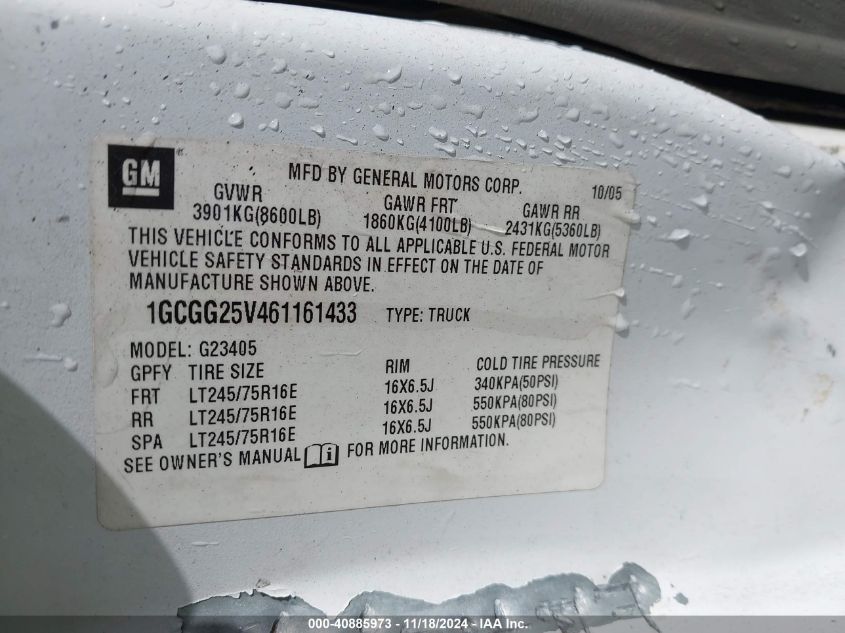 GM
MFD BY GENERAL MOTORS CORP. 10/05
GVWR GAWR FRT GAWR RR
3901KG(8600LB) 1860KG(4100LB) 2431KG(5360LB)
THIS VEHICLE CONFORMS TO ALL APPLICABLE U.S. FEDERAL MOTOR
VEHICLE SAFETY STANDARDS IN EFFECT ON THE DATE OF
MANUFACTURE SHOWN ABOVE.
1GCGG25V461161433 TYPE: TRUCK
MODEL: G23405
GPFY TIRE SIZE RIM COLD TIRE PRESSURE
FRT LT245/75R16E 16X6.5J 340KPA(50PSI)
RR LT245/75R16E 16X6.5J 550KPA(80PSI)
SPA LT245/75R16E 16X6.5J 550KPA(80PSI)
SEE OWNER'S MANUAL FOR MORE INFORMATION.
000-40885973 - 11/18/2024 - IAA Inc.